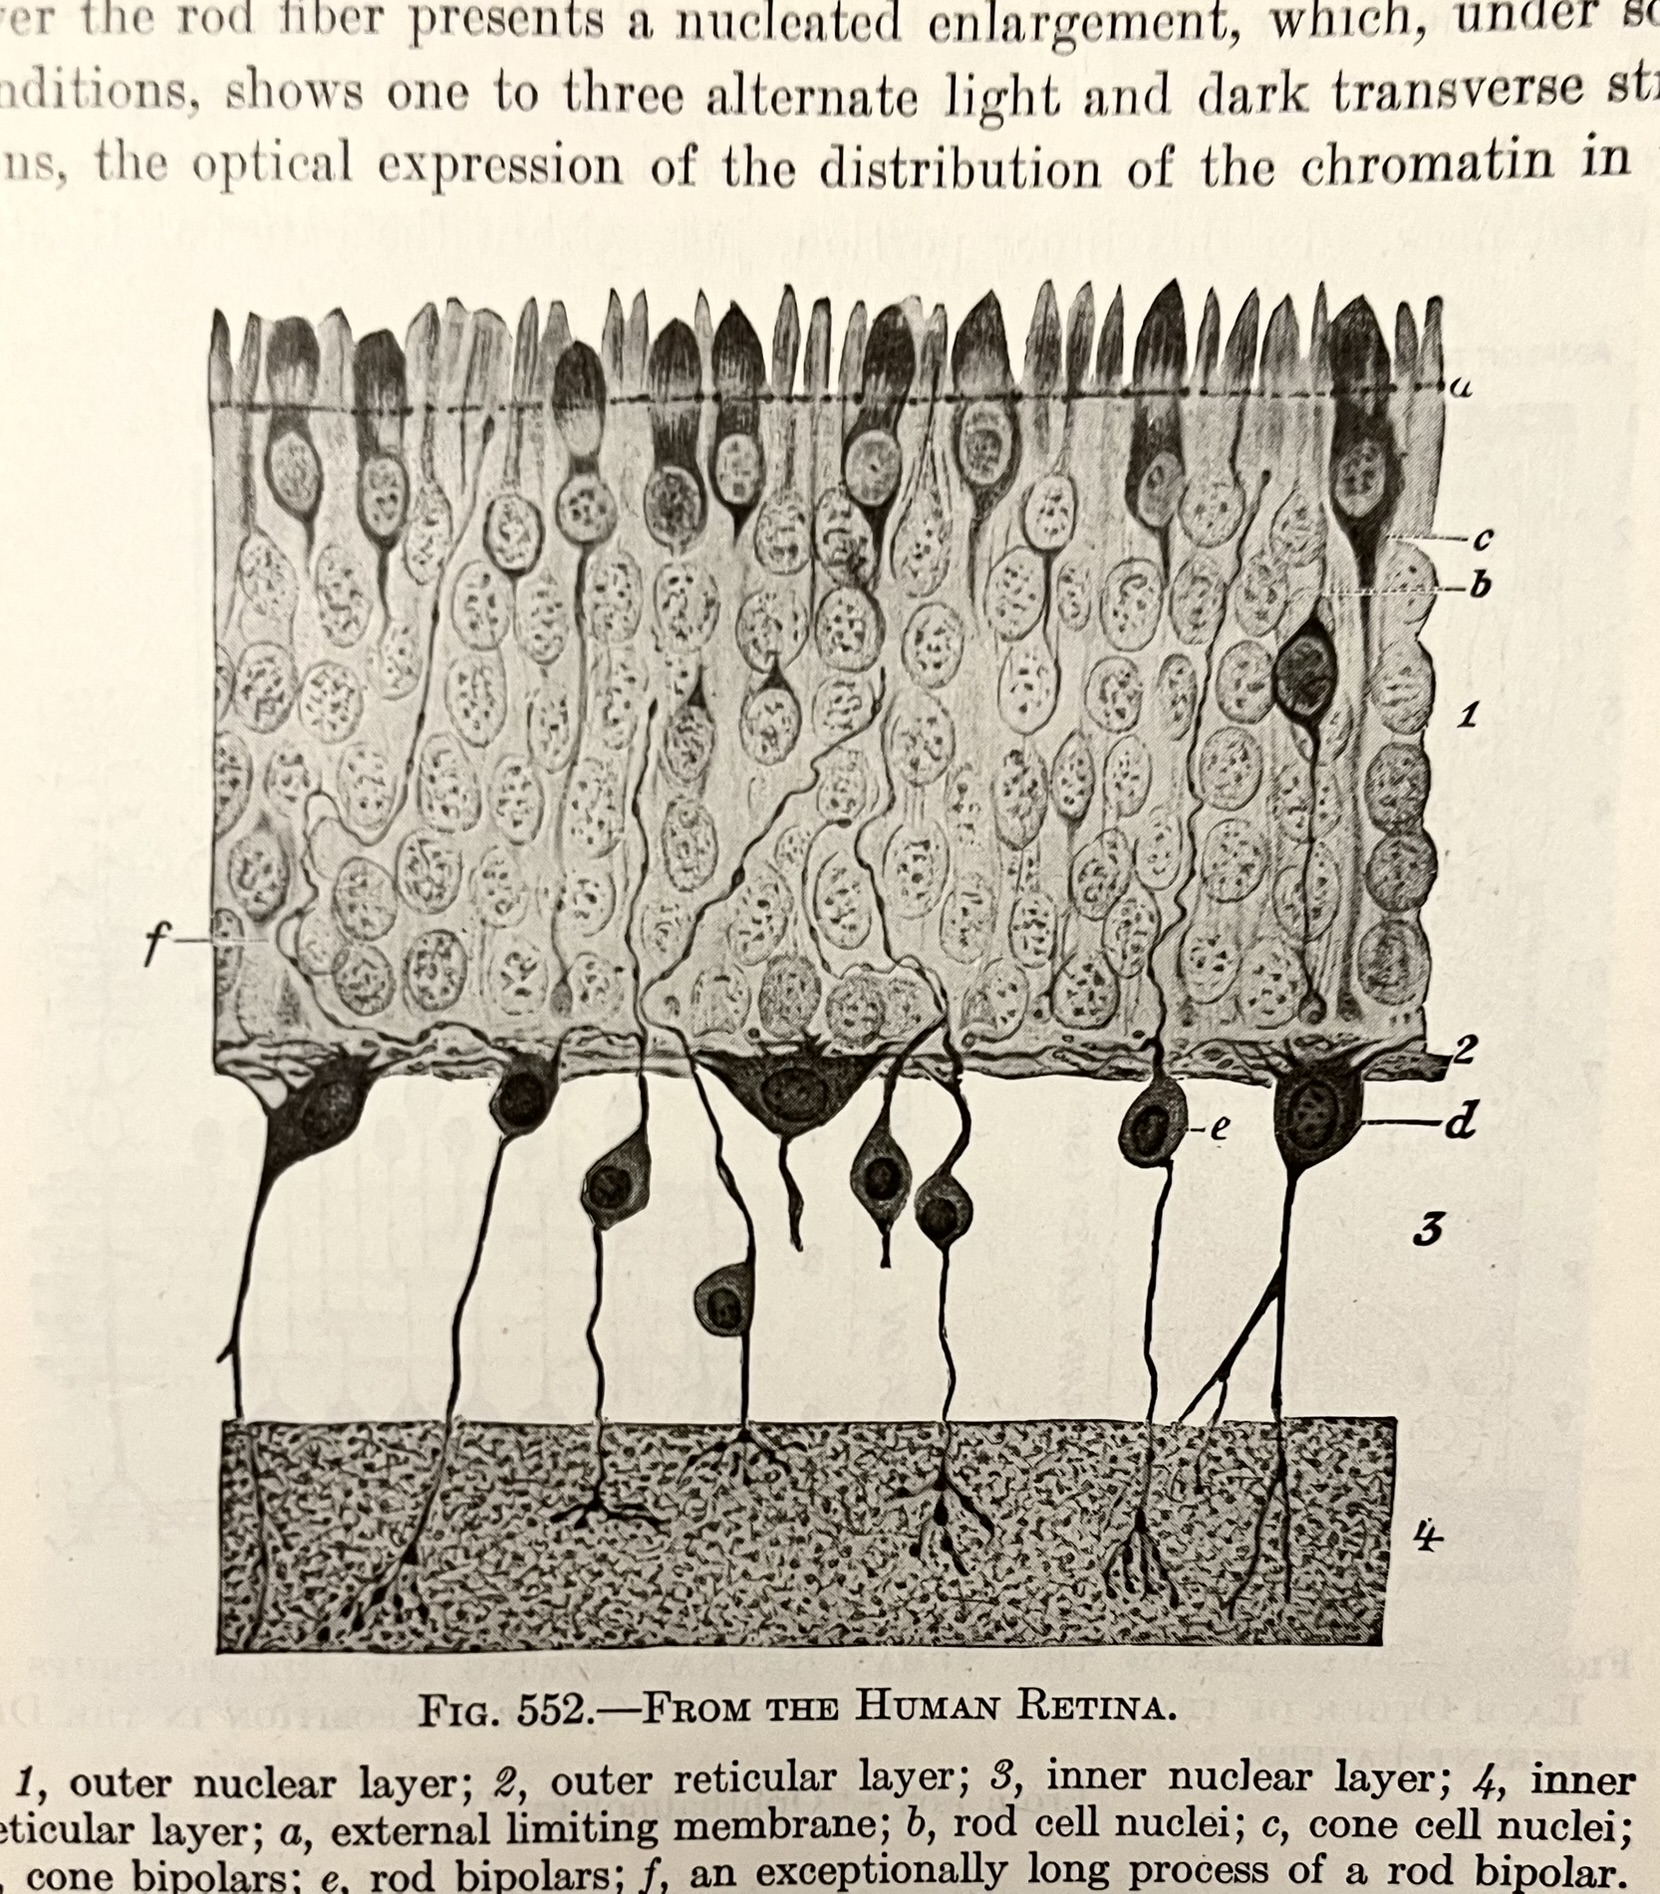 er the rod fiber presents a nucleated enlargement, which, under
nditions, shows one to three alternate light and dark transverse
ns, the optical expression of the distribution of the chromatin in
a
c
b
1
f
2
e
d
3
4
FIG. 552.—FROM THE HUMAN RETINA.
1, outer nuclear layer; 2, outer reticular layer; 3, inner nuclear layer; 4, inner
eticular layer; a, external limiting membrane; b, rod cell nuclei; c, cone cell nuclei;
, cone bipolars; e, rod bipolars; f, an exceptionally long process of a rod bipolar.